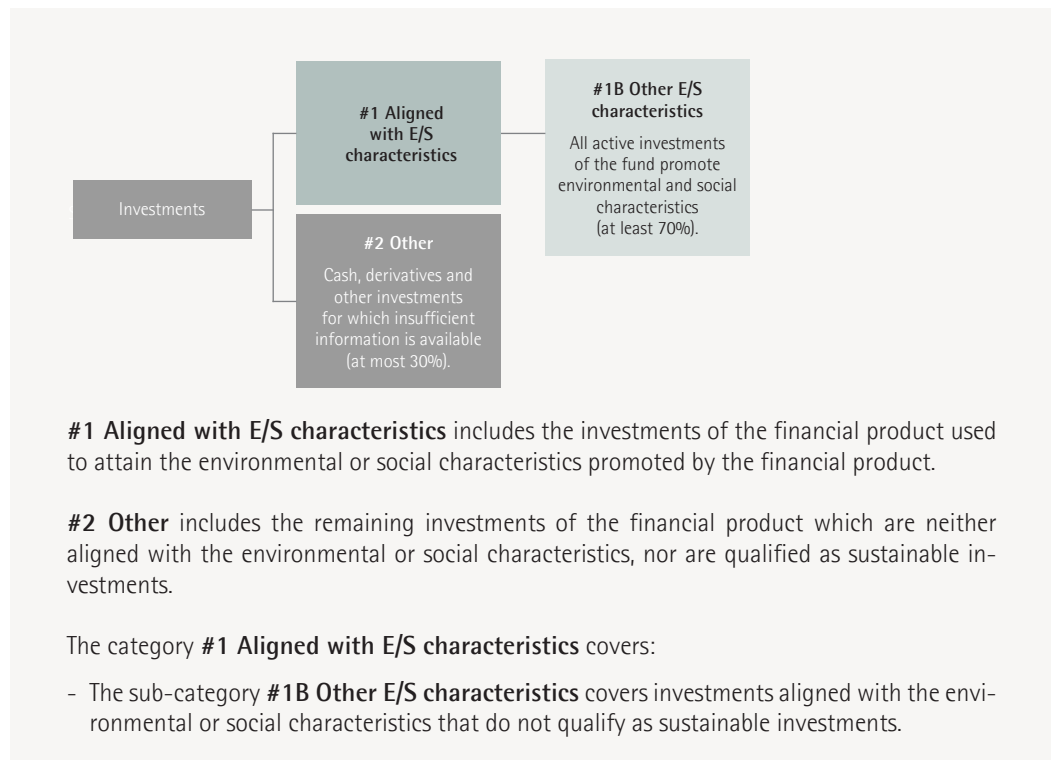 Investments
#1 Aligned
with E/S
characteristics
#1B Other E/S
characteristics
All active investments
of the fund promote
environmental and social
characteristics
(at least 70%).
#2 Other
Cash, derivatives and
other investments
for which insufficient
information is available
(at most 30%).
#1 Aligned with E/S characteristics includes the investments of the financial product used
to attain the environmental or social characteristics promoted by the financial product.
#2 Other includes the remaining investments of the financial product which are neither
aligned with the environmental or social characteristics, nor are qualified as sustainable in-
vestments.
The category #1 Aligned with E/S characteristics covers:
- The sub-category #1B Other E/S characteristics covers investments aligned with the envi-
ronmental or social characteristics that do not qualify as sustainable investments.